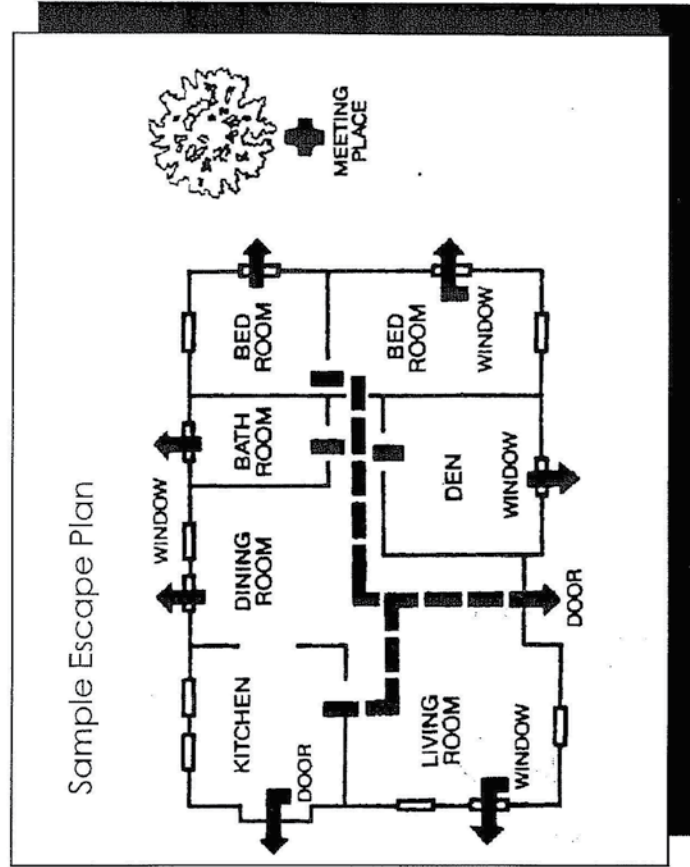 Sample Escape Plan
WINDOW
KITCHEN
DINING
ROOM
BATH
ROOM
BED
ROOM
DOOR
MEETING
PLACE
LIVING
ROOM
DEN
BED
ROOM
WINDOW
WINDOW
WINDOW
DOOR